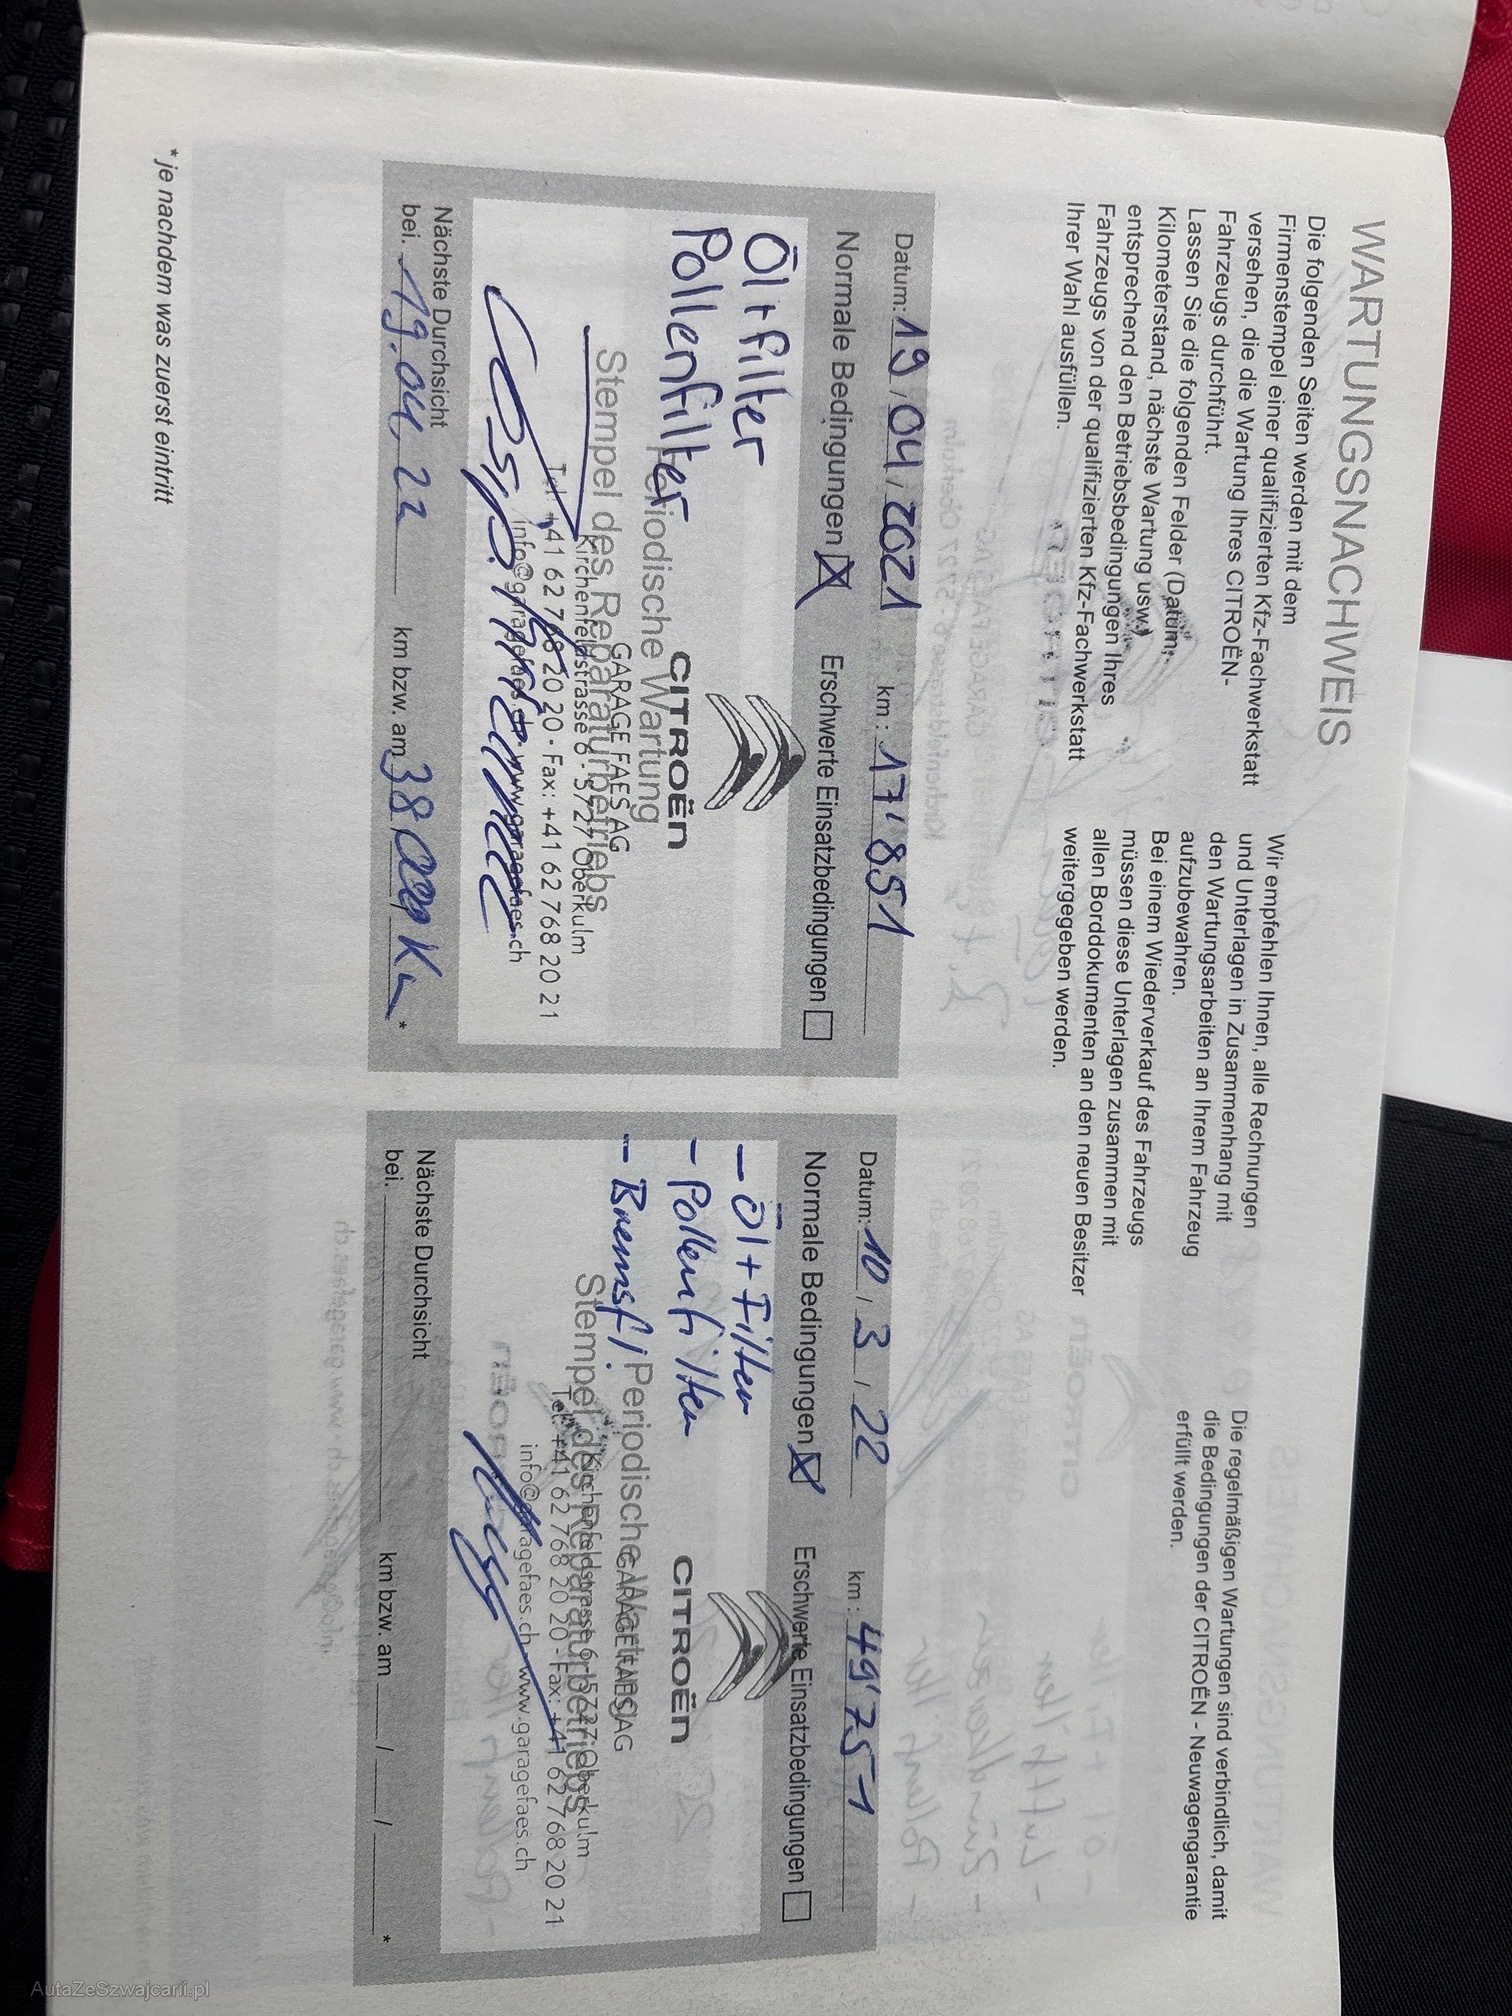 WARTUNGSNACHWEIS
Die folgenden Seiten werden mit dem
Firmenstempel einer qualifizierten Kfz-Fachwerkstatt
versehen, die die Wartung Ihres CITROËN-
Fahrzeugs durchführt.
Lassen Sie die folgenden Felder (Datum,
Kilometerstand, nächste Wartung usw.)
entsprechend den Betriebsbedingungen Ihres
Fahrzeugs von der qualifizierten Kfz-Fachwerkstatt
Ihrer Wahl ausfüllen.
Wir empfehlen Ihnen, alle Rechnungen
und Unterlagen in Zusammenhang mit
den Wartungsarbeiten an Ihrem Fahrzeug
aufzubewahren.
Bei einem Wiederverkauf des Fahrzeugs
müssen diese Unterlagen zusammen mit
allen Borddokumenten an den neuen Besitzer
weitergegeben werden.
Die regelmäßigen Wartungen sind verbindlich, damit
die Bedingungen der CITROËN - Neuwagengarantie
erfüllt werden.
Datum: 19 / 04 / 2021 km : 17'851
Normale Bedingungen Erschwerte Einsatzbedingungen
Öl + filter
Pollenfilter
CITROËN
Periodische Wartung
GARAGE FAES AG
Stempel des Reparaturbetriebs
Kirchenfeldstrasse 6 - 5727 Oberkulm
Tel. +41 62 768 20 20 - Fax: +41 62 768 20 21
info@garagefaes.ch - www.garagefaes.ch
Nächste Durchsicht
bei. 19.04.22 km bzw. am 38 000 Km *
Datum: 10 / 3 / 22 km : 49'751
Normale Bedingungen Erschwerte Einsatzbedingungen
- Öl + Filter
- Pollenfilter
- Bremsfl.
CITROËN
Periodische Wartung
GARAGE FAES AG
Stempel des Reparaturbetriebs
Kirchenfeldstrasse 6 - 5727 Oberkulm
Tel. +41 62 768 20 20 - Fax: +41 62 768 20 21
info@garagefaes.ch - www.garagefaes.ch
Nächste Durchsicht
bei. km bzw. am / / *
* je nachdem was zuerst eintritt
AutaZeSzwajcarii.pl